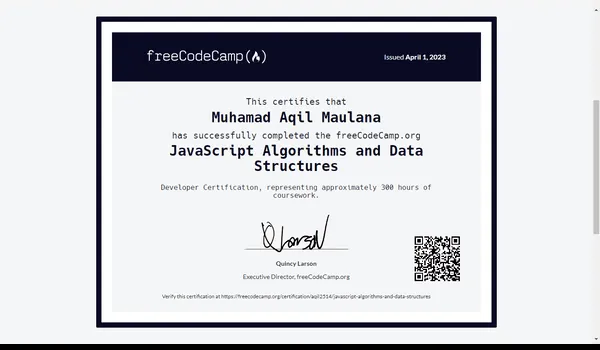 freeCodeCamp(🔥)
Issued April 1, 2023
This certifies that
Muhamad Aqil Maulana
has successfully completed the freeCodeCamp.org
JavaScript Algorithms and Data
Structures
Developer Certification, representing approximately 300 hours of
coursework.
Q Larson
Quincy Larson
Executive Director, freeCodeCamp.org
Verify this certification at https://freecodecamp.org/certification/aqil2514/javascript-algorithms-and-data-structures